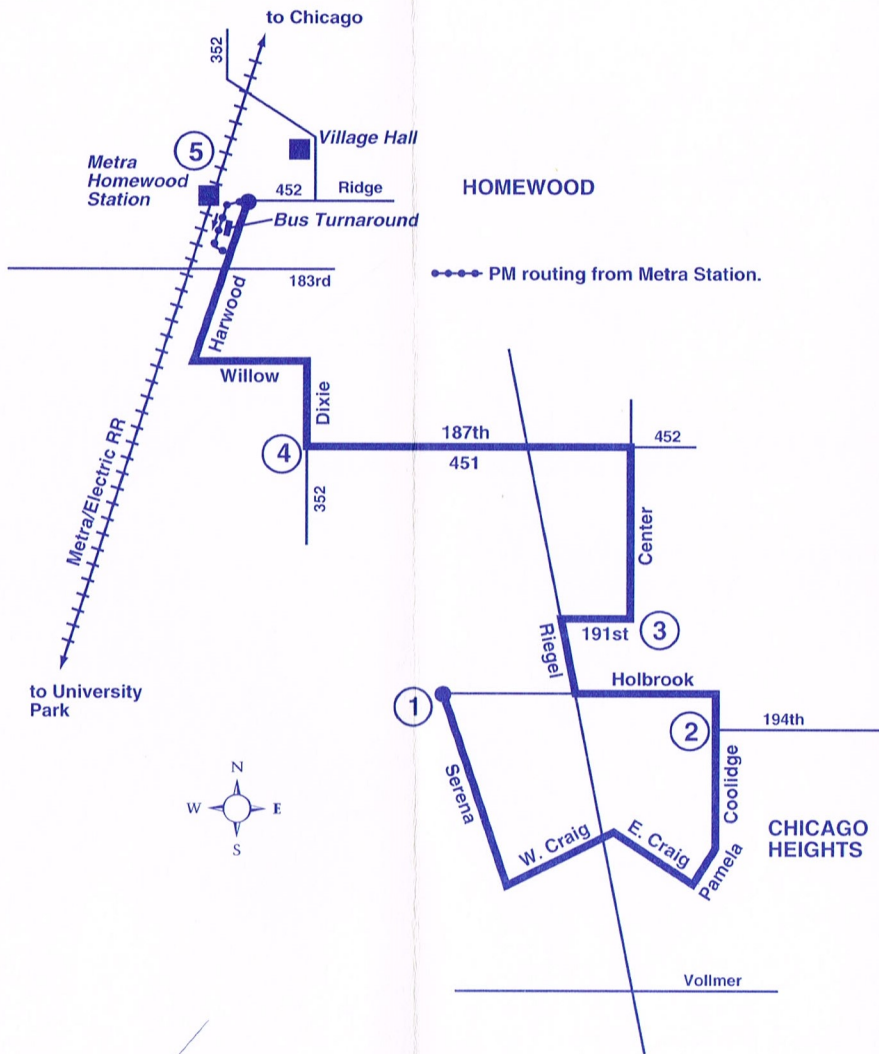 to Chicago
352
5
Village Hall
Metra
Homewood
Station
452
Ridge
HOMEWOOD
Bus Turnaround
183rd
PM routing from Metra Station.
Harwood
Willow
Dixie
4
187th
452
451
352
Metra/Electric RR
Center
191st
3
Riegel
to University
Park
1
Holbrook
2
194th
Serena
Coolidge
N
W
E
S
W. Craig
E. Craig
Pamela
CHICAGO
HEIGHTS
Vollmer